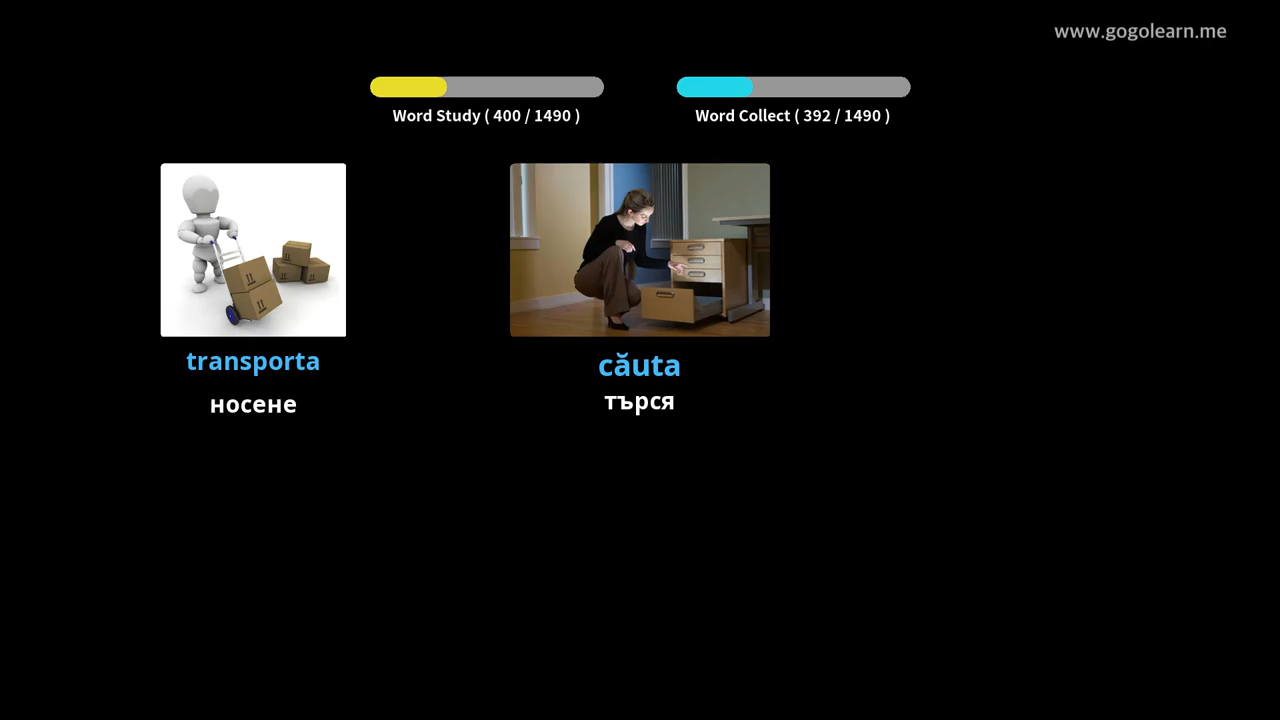 www.gogolearn.me
Word Study ( 400 / 1490 )
Word Collect ( 392 / 1490 )
transporta
носене
căuta
търся